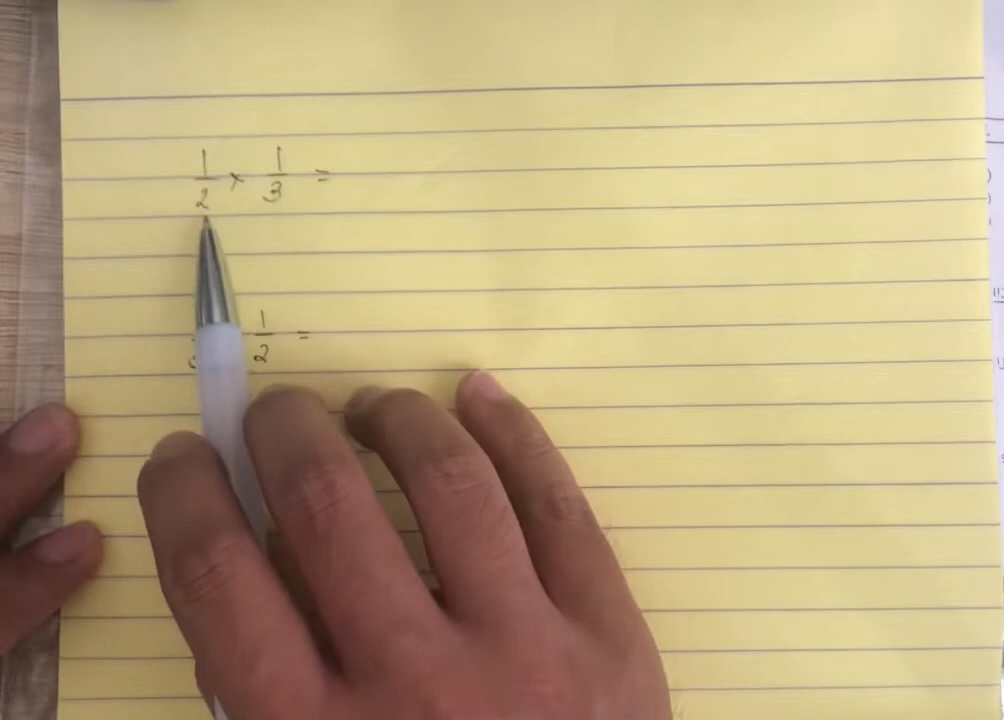 1/2 × 1/3 =
1/2 =